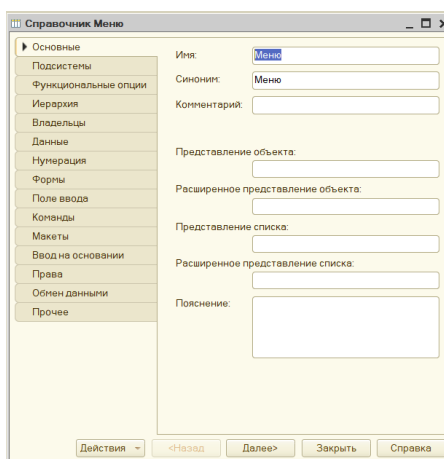 Справочник Меню
Основные
Подсистемы
Функциональные опции
Иерархия
Владельцы
Данные
Нумерация
Формы
Поле ввода
Команды
Макеты
Ввод на основании
Права
Обмен данными
Прочее
Имя: Меню
Синоним: Меню
Комментарий:
Представление объекта:
Расширенное представление объекта:
Представление списка:
Расширенное представление списка:
Пояснение:
Действия <Назад Далее> Закрыть Справка